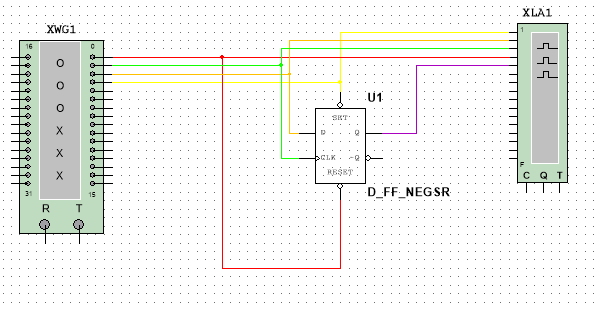 XWG1
XLA1
16 0
O
O
O
X
X
X
31 15
R T
U1
SET
D Q
CLK ~Q
RESET
D_FF_NEGSR
1
F
C Q T